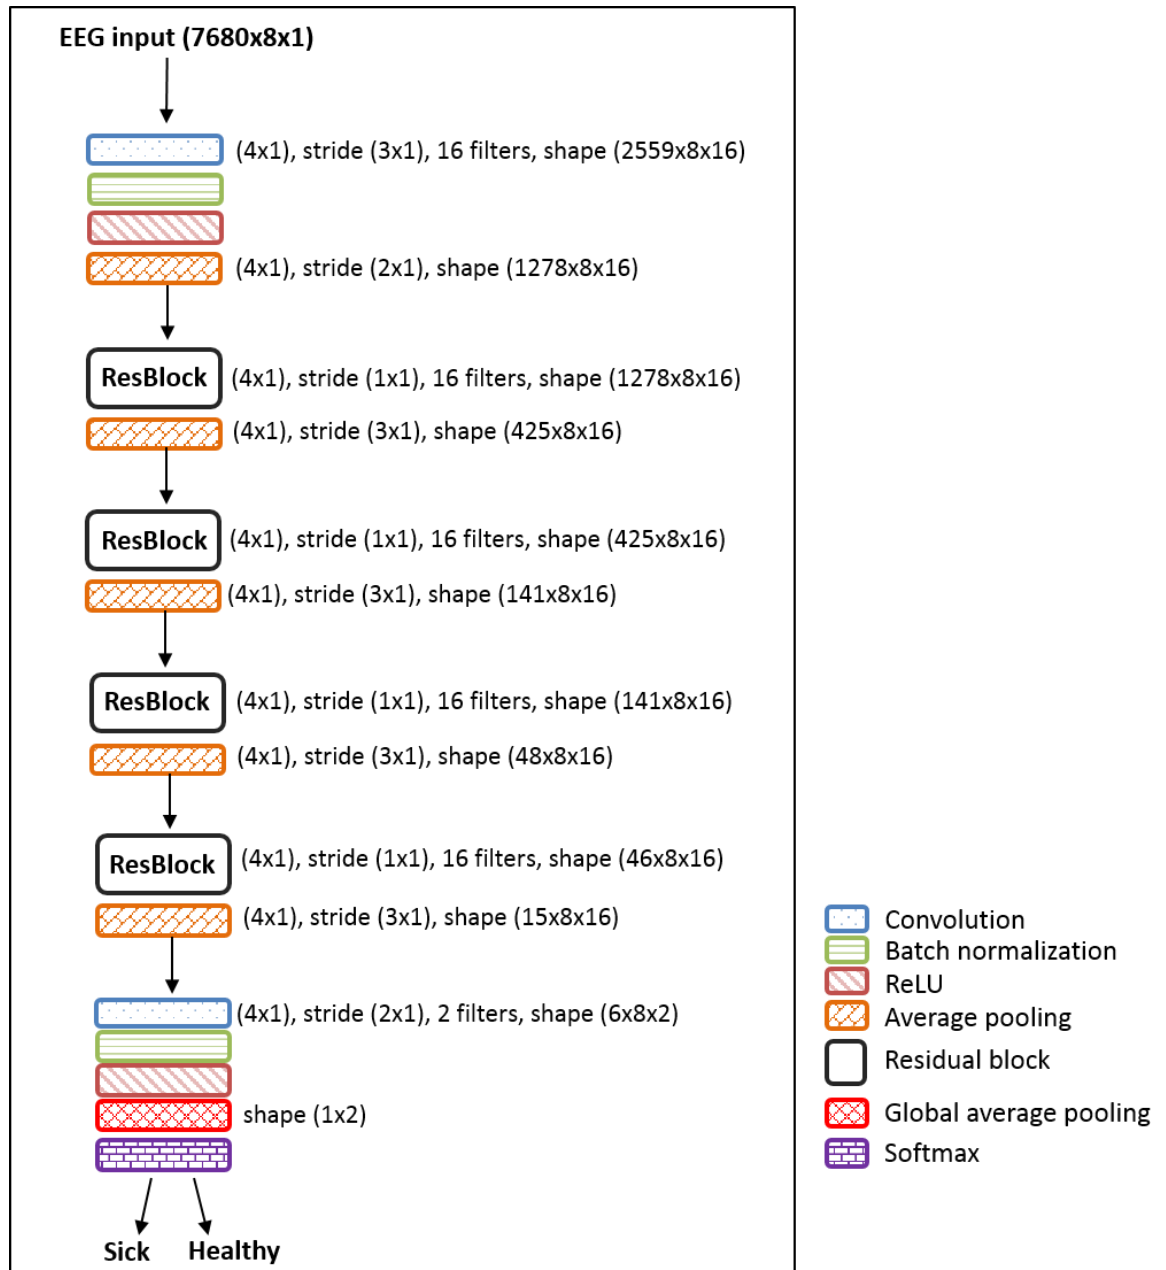 EEG input (7680x8x1)
(4x1), stride (3x1), 16 filters, shape (2559x8x16)
(4x1), stride (2x1), shape (1278x8x16)
ResBlock (4x1), stride (1x1), 16 filters, shape (1278x8x16)
(4x1), stride (3x1), shape (425x8x16)
ResBlock (4x1), stride (1x1), 16 filters, shape (425x8x16)
(4x1), stride (3x1), shape (141x8x16)
ResBlock (4x1), stride (1x1), 16 filters, shape (141x8x16)
(4x1), stride (3x1), shape (48x8x16)
ResBlock (4x1), stride (1x1), 16 filters, shape (46x8x16)
(4x1), stride (3x1), shape (15x8x16)
(4x1), stride (2x1), 2 filters, shape (6x8x2)
shape (1x2)
Sick Healthy
Convolution
Batch normalization
ReLU
Average pooling
Residual block
Global average pooling
Softmax